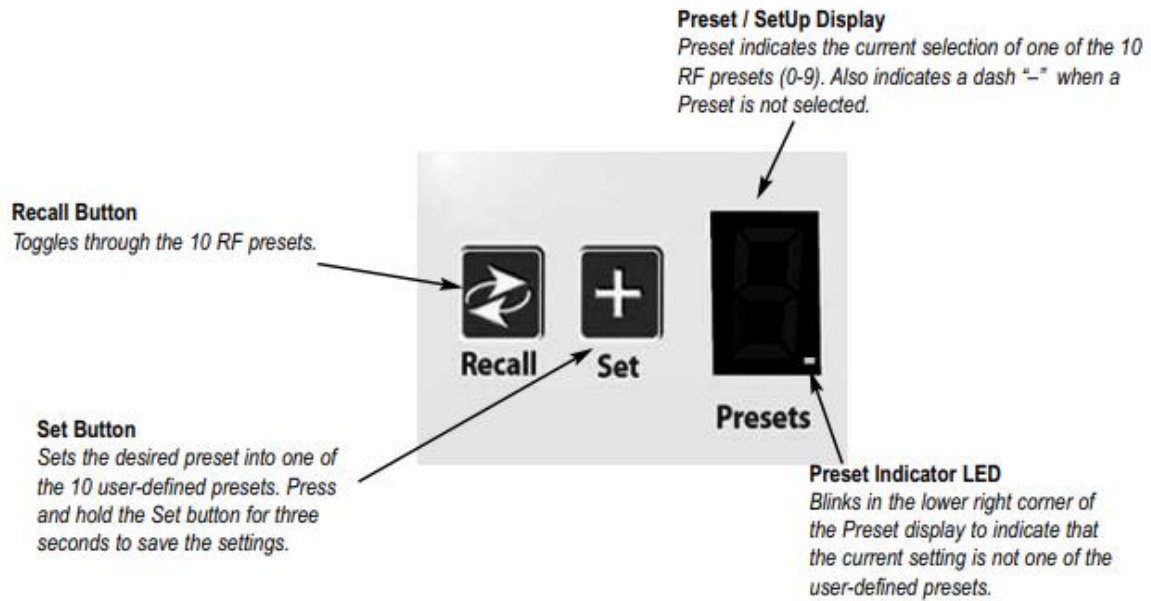 Preset / SetUp Display
Preset indicates the current selection of one of the 10
RF presets (0-9). Also indicates a dash “–”  when a
Preset is not selected.
Recall Button
Toggles through the 10 RF presets.
Recall
Set
Presets
Set Button
Sets the desired preset into one of
the 10 user-defined presets. Press
and hold the Set button for three
seconds to save the settings.
Preset Indicator LED
Blinks in the lower right corner of
the Preset display to indicate that
the current setting is not one of the
user-defined presets.